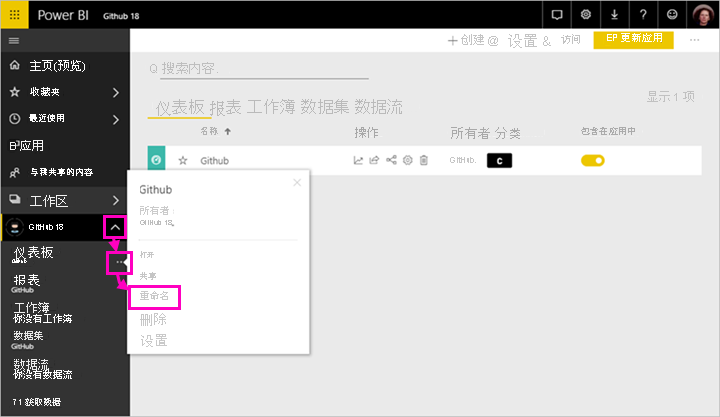 Power BI Github 18
创建 @ 设置 & 访问 EP 更新应用 ...
主页(预览)
收藏夹
最近使用
EP应用
与我共享的内容
工作区
GitHub 18
仪表板
报表
GitHub
工作簿
你没有工作簿
数据集
GitHub
数据流
你没有数据流
71 获取数据
Q 搜索内容.
显示 1 项
仪表板 报表 工作簿 数据集 数据流
名称 操作 所有者 分类 包含在应用中
Github GitHub. C
Github
所有者
GitHub 18
打开
共享
重命名
删除
设置